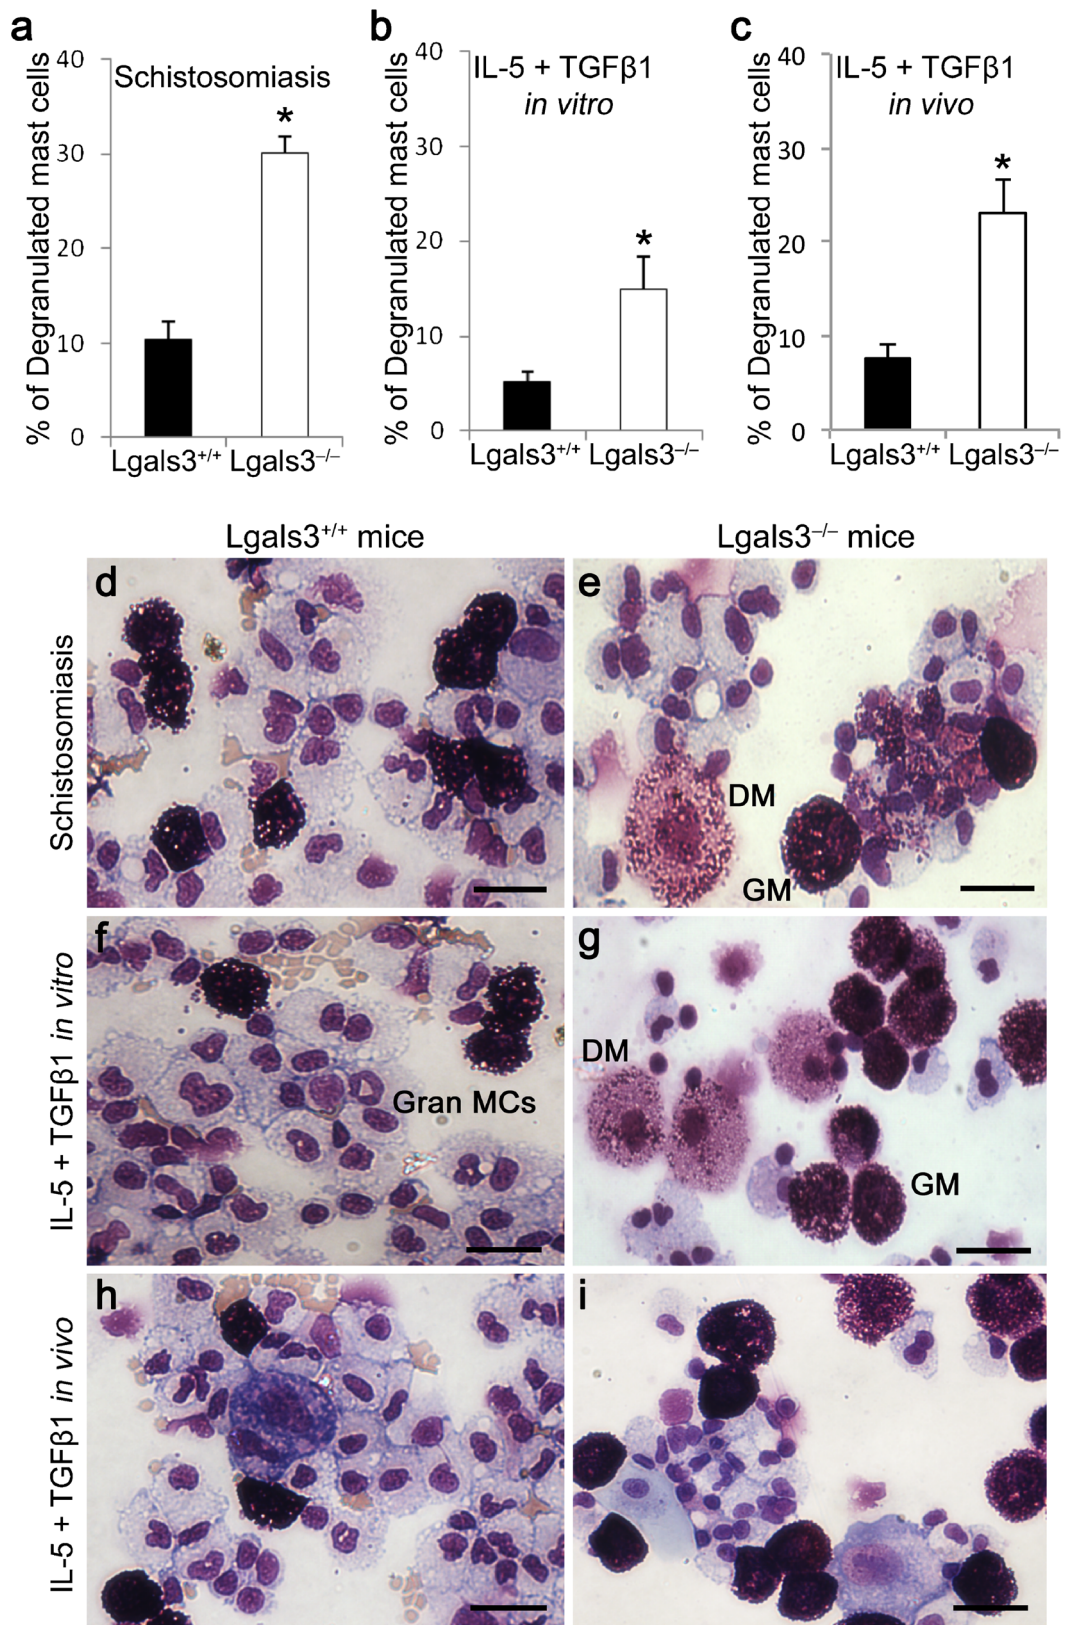 a
% of Degranulated mast cells
40
30
20
10
0
Schistosomiasis
*
Lgals3⁺/⁺ Lgals3⁻/⁻
b
% of Degranulated mast cells
40
30
20
10
0
IL-5 + TGFβ1
in vitro
*
Lgals3⁺/⁺ Lgals3⁻/⁻
c
% of Degranulated mast cells
40
30
20
10
0
IL-5 + TGFβ1
in vivo
*
Lgals3⁺/⁺ Lgals3⁻/⁻
Lgals3⁺/⁺ mice
Lgals3⁻/⁻ mice
Schistosomiasis
d
e
DM
GM
IL-5 + TGFβ1 in vitro
f
Gran MCs
g
DM
GM
IL-5 + TGFβ1 in vivo
h
i